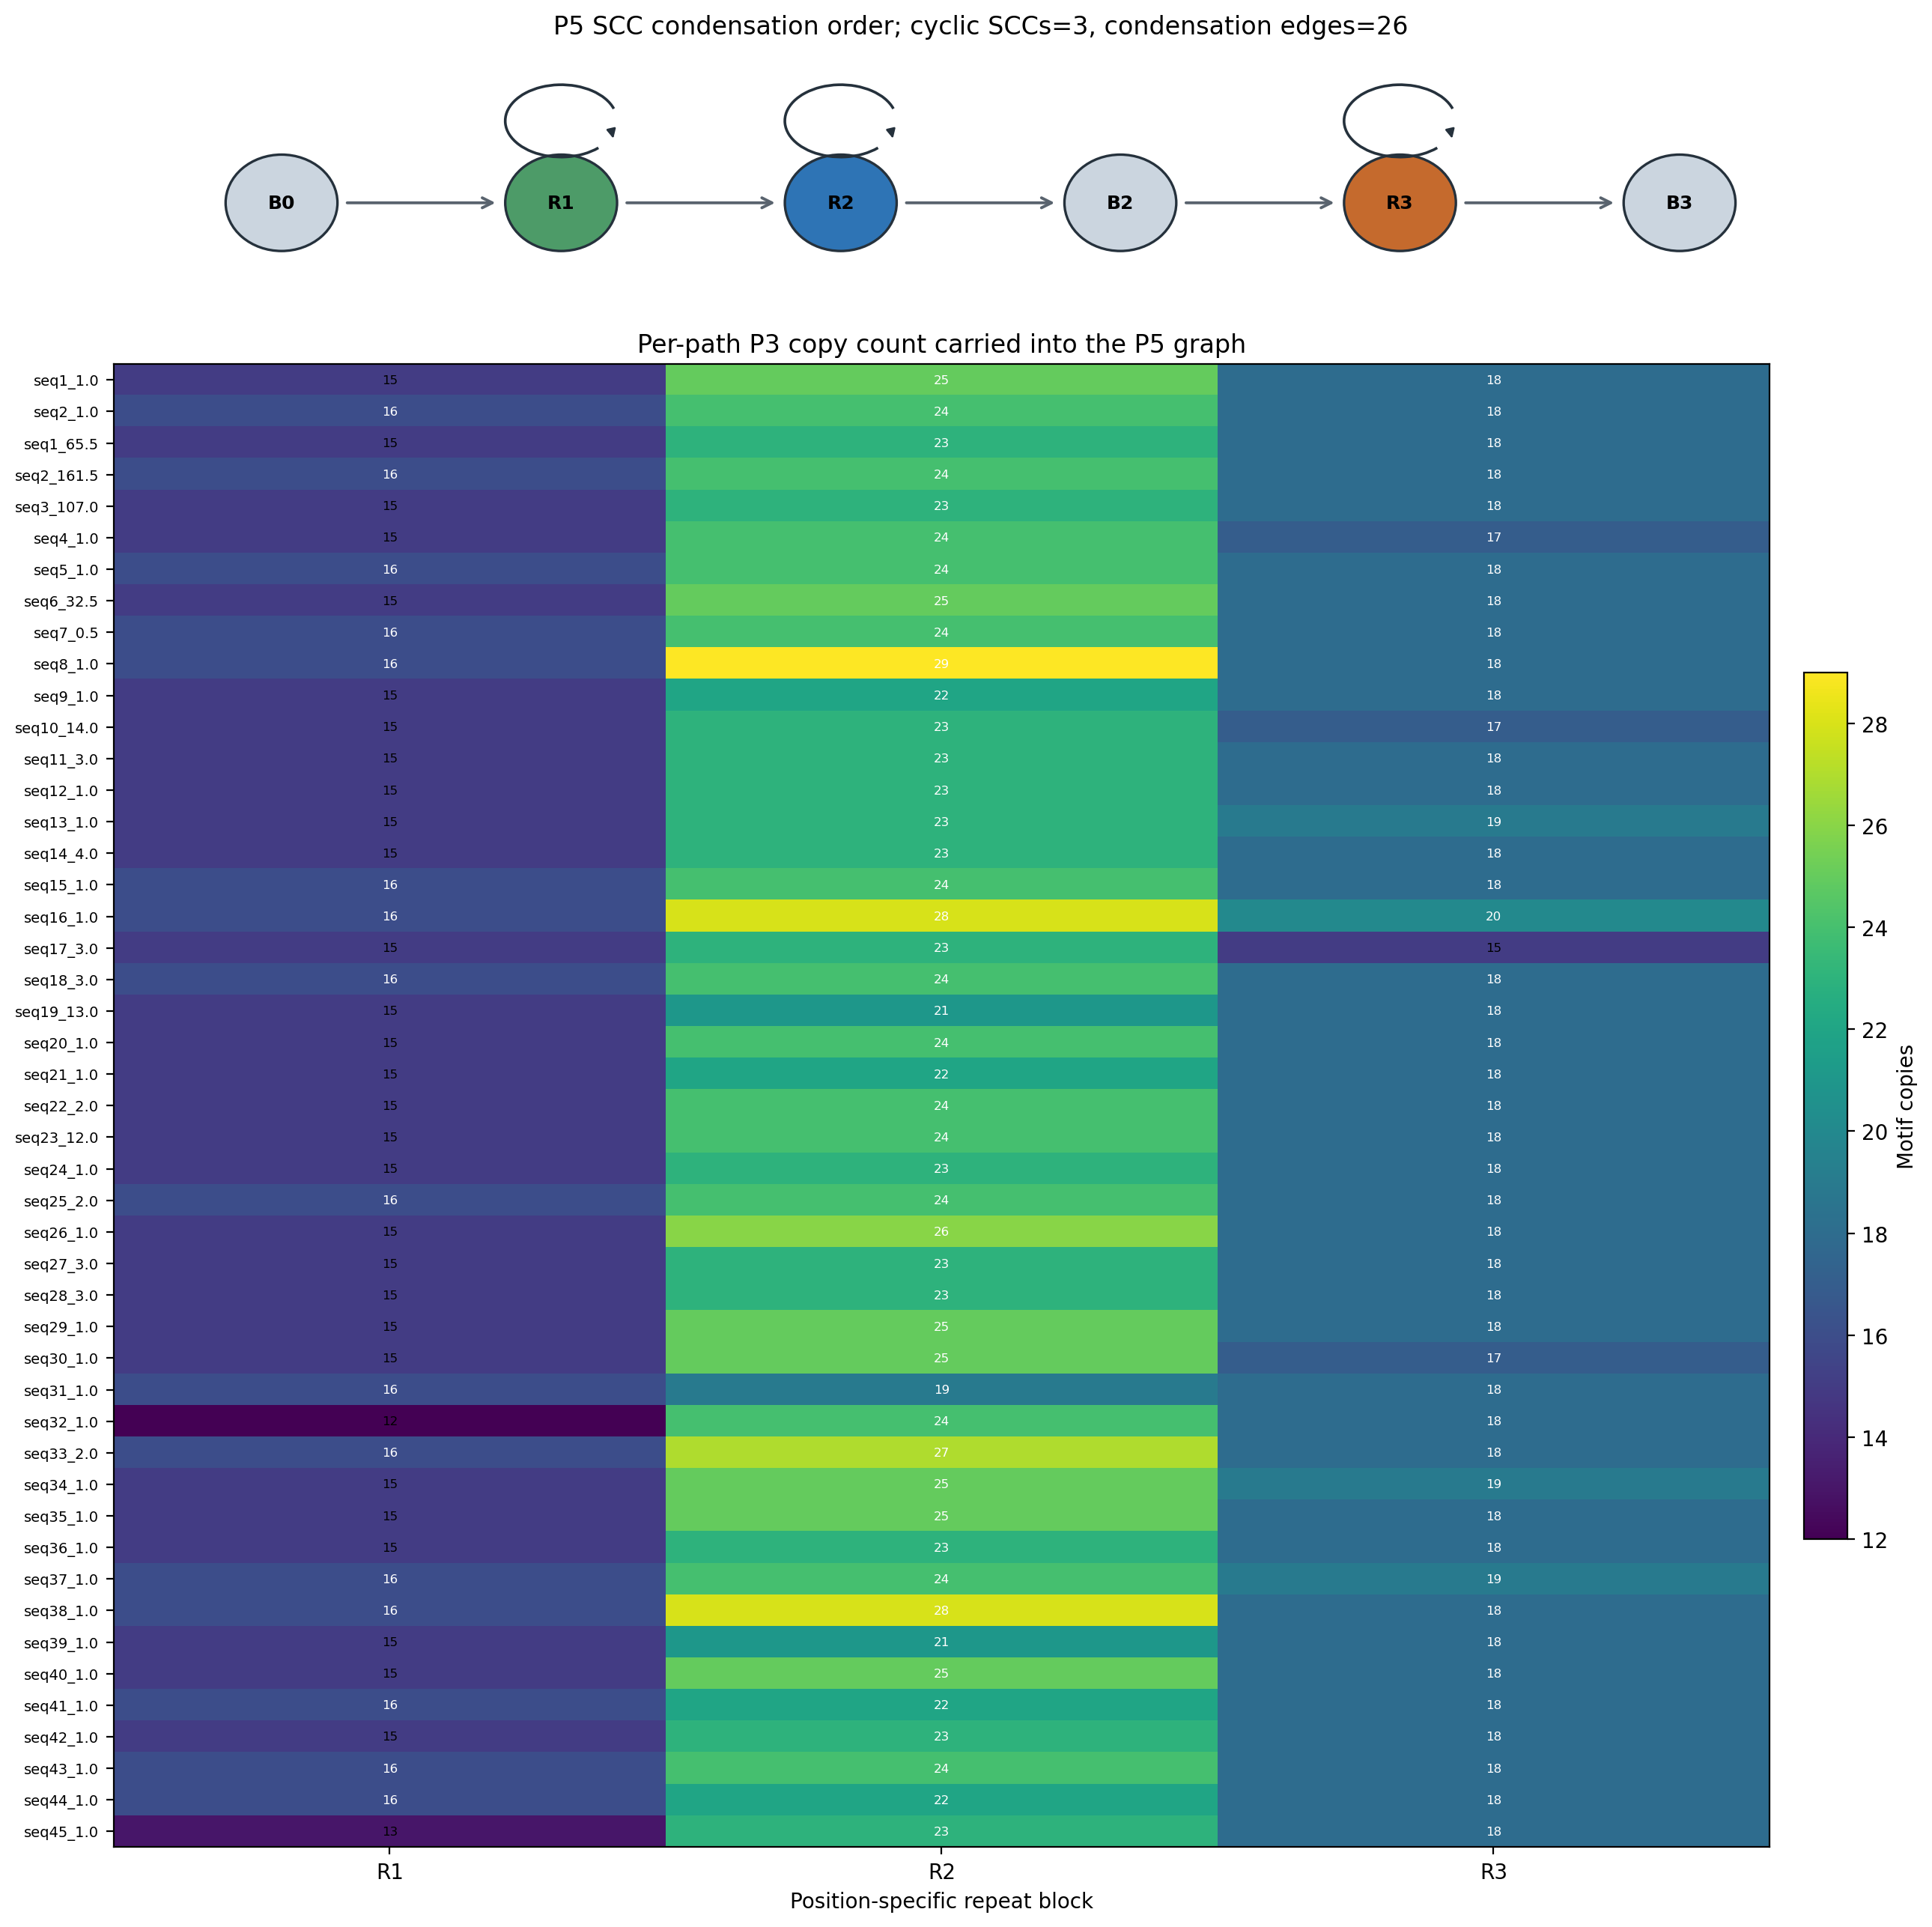 P5 SCC condensation order; cyclic SCCs=3, condensation edges=26
B0 R1 R2 B2 R3 B3
Per-path P3 copy count carried into the P5 graph
seq1_1.0 15 25 18
seq2_1.0 16 24 18
seq1_65.5 15 23 18
seq2_161.5 16 24 18
seq3_107.0 15 23 18
seq4_1.0 15 24 17
seq5_1.0 16 24 18
seq6_32.5 15 25 18
seq7_0.5 16 24 18
seq8_1.0 16 29 18
seq9_1.0 15 22 18
seq10_14.0 15 23 17
seq11_3.0 15 23 18
seq12_1.0 15 23 18
seq13_1.0 15 23 19
seq14_4.0 15 23 18
seq15_1.0 16 24 18
seq16_1.0 16 28 20
seq17_3.0 15 23 15
seq18_3.0 16 24 18
seq19_13.0 15 21 18
seq20_1.0 15 24 18
seq21_1.0 15 22 18
seq22_2.0 15 24 18
seq23_12.0 15 24 18
seq24_1.0 15 23 18
seq25_2.0 16 24 18
seq26_1.0 15 26 18
seq27_3.0 15 23 18
seq28_3.0 15 23 18
seq29_1.0 15 25 18
seq30_1.0 15 25 17
seq31_1.0 16 19 18
seq32_1.0 12 24 18
seq33_2.0 16 27 18
seq34_1.0 15 25 19
seq35_1.0 15 25 18
seq36_1.0 15 23 18
seq37_1.0 16 24 19
seq38_1.0 16 28 18
seq39_1.0 15 21 18
seq40_1.0 15 25 18
seq41_1.0 16 22 18
seq42_1.0 15 23 18
seq43_1.0 16 24 18
seq44_1.0 16 22 18
seq45_1.0 13 23 18
R1 R2 R3
Position-specific repeat block
28
26
24
22
20
18
16
14
12
Motif copies